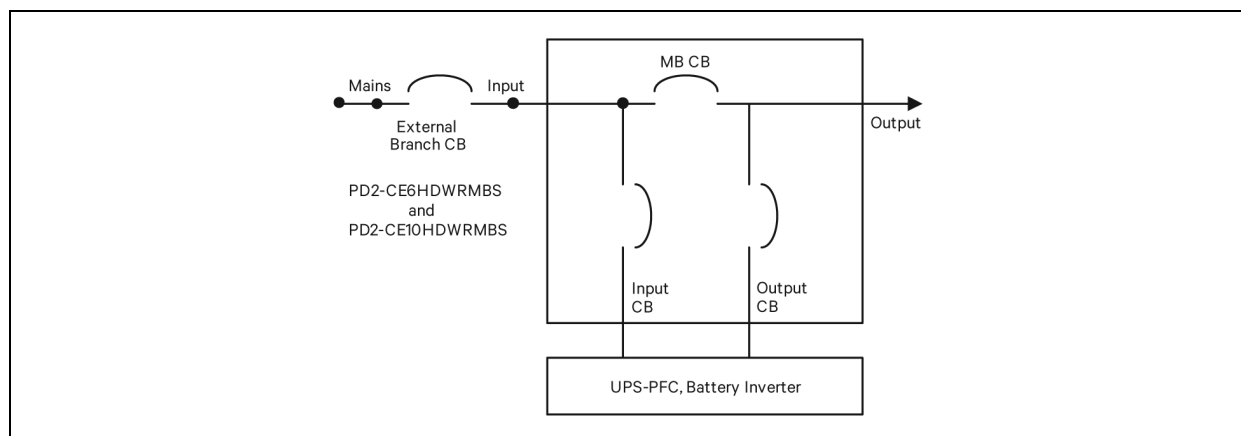 MB CB
Mains
Input
External
Branch CB
Output
PD2-CE6HDWRMBS
and
PD2-CE10HDWRMBS
Input
CB
Output
CB
UPS-PFC, Battery Inverter